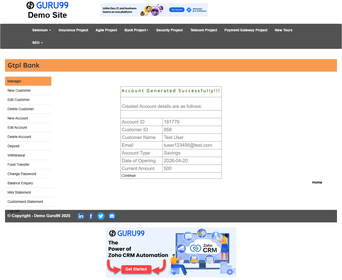 GURU99
Demo Site
Selenium Insurance Project Agile Project Bank Project Security Project Telecom Project Payment Gateway Project New Tours
SEO
Gtpl Bank
Manager
New Customer
Edit Customer
Delete Customer
New Account
Edit Account
Delete Account
Deposit
Withdrawal
Fund Transfer
Change Password
Balance Enquiry
Mini Statement
Customised Statement
Account Generated Successfully!!!
Created Account details are as follows:
Account ID 181779
Customer ID
Customer Name Test User
Email tuser123456@test.com
Account Type Savings
Date of Opening 2026-04-20
Current Amount 500
Continue
Home
© Copyright - Demo Guru99 2020
GURU99
The
Power of
Zoho CRM Automation
Get Started
ZOHO
CRM